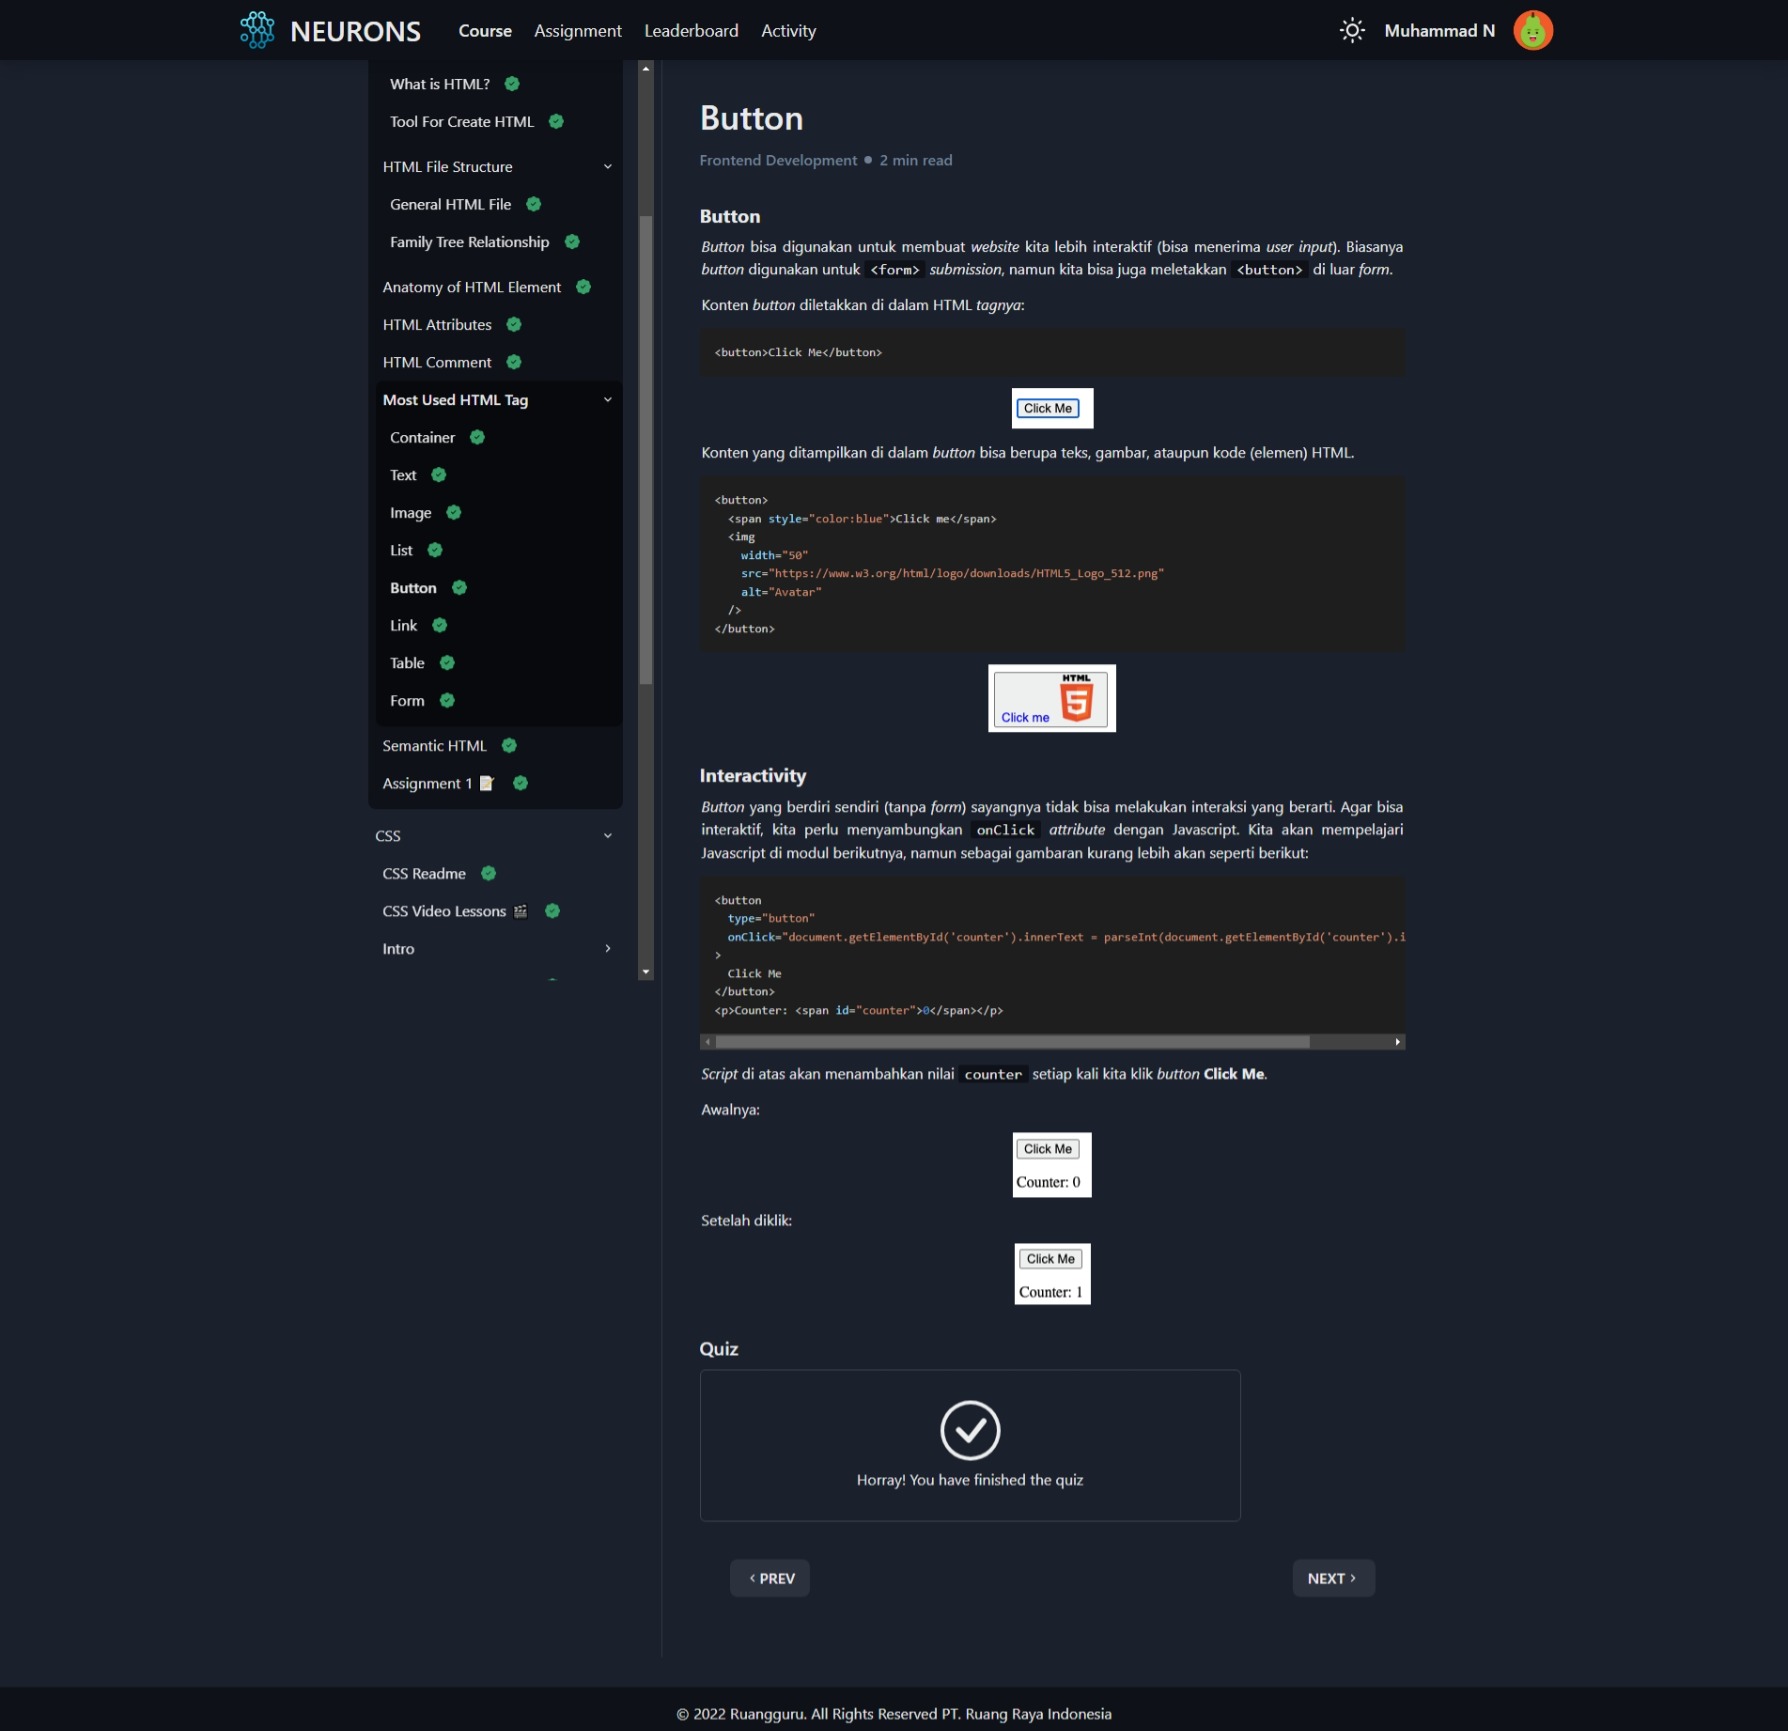 NEURONS
Course
Assignment
Leaderboard
Activity
Muhammad N
What is HTML?
Tool For Create HTML
HTML File Structure
General HTML File
Family Tree Relationship
Anatomy of HTML Element
HTML Attributes
HTML Comment
Most Used HTML Tag
Container
Text
Image
List
Button
Link
Table
Form
Semantic HTML
Assignment 1 📝
CSS
CSS Readme
CSS Video Lessons 🎬
Intro
Button
Frontend Development • 2 min read
Button
Button bisa digunakan untuk membuat website kita lebih interaktif (bisa menerima user input). Biasanya
button digunakan untuk <form> submission, namun kita bisa juga meletakkan <button> di luar form.
Konten button diletakkan di dalam HTML tagnya:
<button>Click Me</button>
Click Me
Konten yang ditampilkan di dalam button bisa berupa teks, gambar, ataupun kode (elemen) HTML.
<button>
<span style="color:blue">Click me</span>
<img
width="50"
src="https://www.w3.org/html/logo/downloads/HTML5_Logo_512.png"
alt="Avatar"
/>
</button>
HTML
5
Click me
Interactivity
Button yang berdiri sendiri (tanpa form) sayangnya tidak bisa melakukan interaksi yang berarti. Agar bisa
interaktif, kita perlu menyambungkan onClick attribute dengan Javascript. Kita akan mempelajari
Javascript di modul berikutnya, namun sebagai gambaran kurang lebih akan seperti berikut:
<button
type="button"
onClick="document.getElementById('counter').innerText = parseInt(document.getElementById('counter').i
>
Click Me
</button>
<p>Counter: <span id="counter">0</span></p>
Script di atas akan menambahkan nilai counter setiap kali kita klik button Click Me.
Awalnya:
Click Me
Counter: 0
Setelah diklik:
Click Me
Counter: 1
Quiz
Horray! You have finished the quiz
‹ PREV
NEXT ›
© 2022 Ruangguru. All Rights Reserved PT. Ruang Raya Indonesia